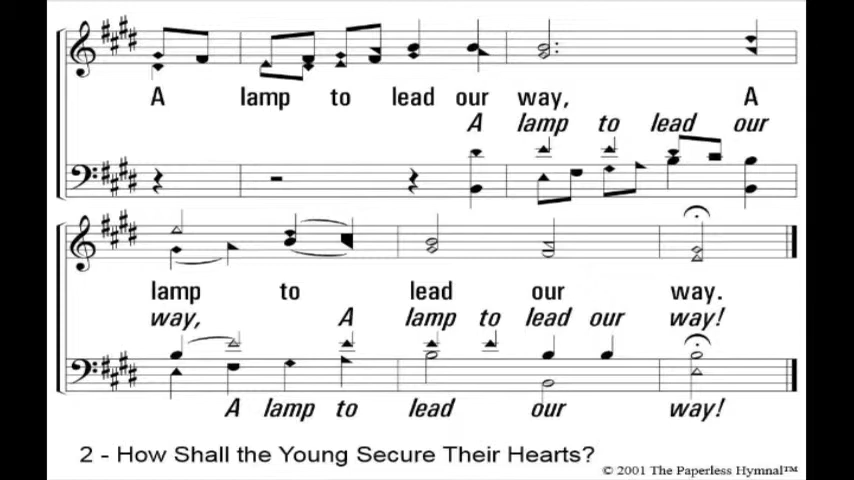 A lamp to lead our way, A
A lamp to lead our
lamp to lead our way.
way, A lamp to lead our way!
A lamp to lead our way!
2 - How Shall the Young Secure Their Hearts?
© 2001 The Paperless Hymnal™